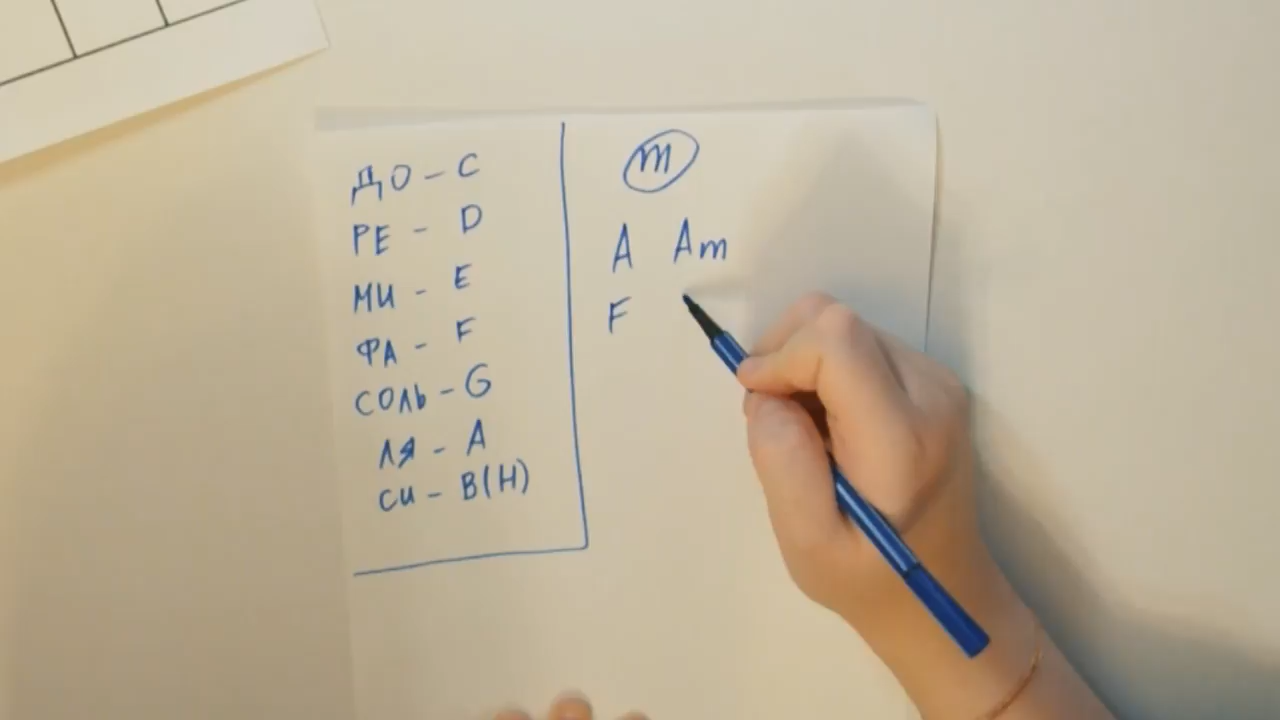 ДО - C
РЕ - D
МИ - E
ФА - F
СОЛЬ - G
ЛЯ - A
СИ - B(H)
m
A Am
F